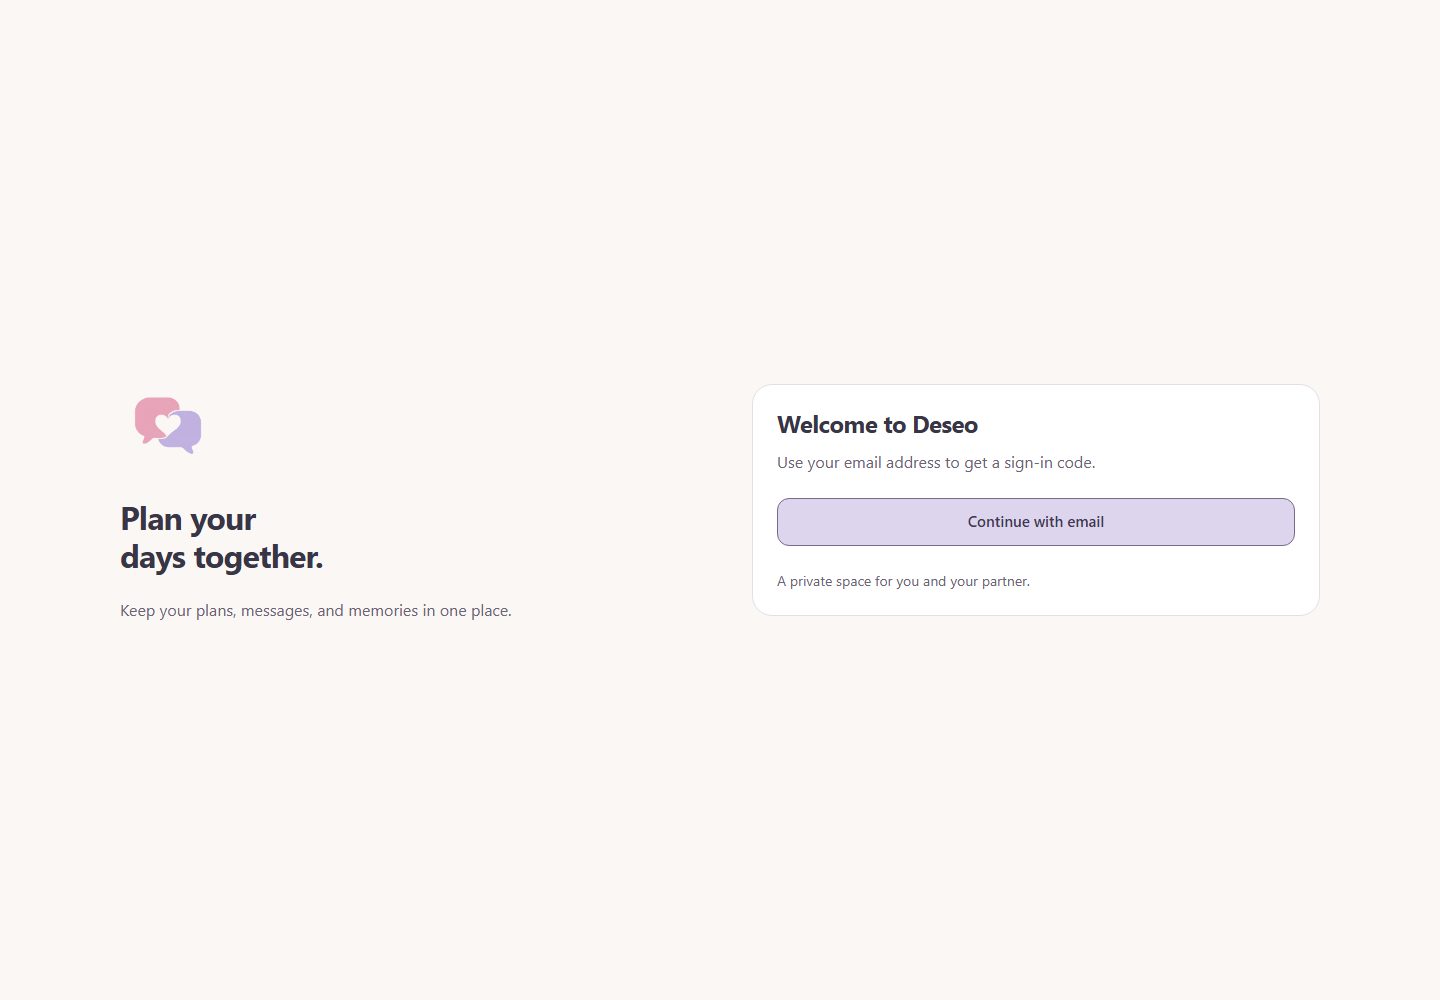 Plan your
days together.
Keep your plans, messages, and memories in one place.
Welcome to Deseo
Use your email address to get a sign-in code.
Continue with email
A private space for you and your partner.